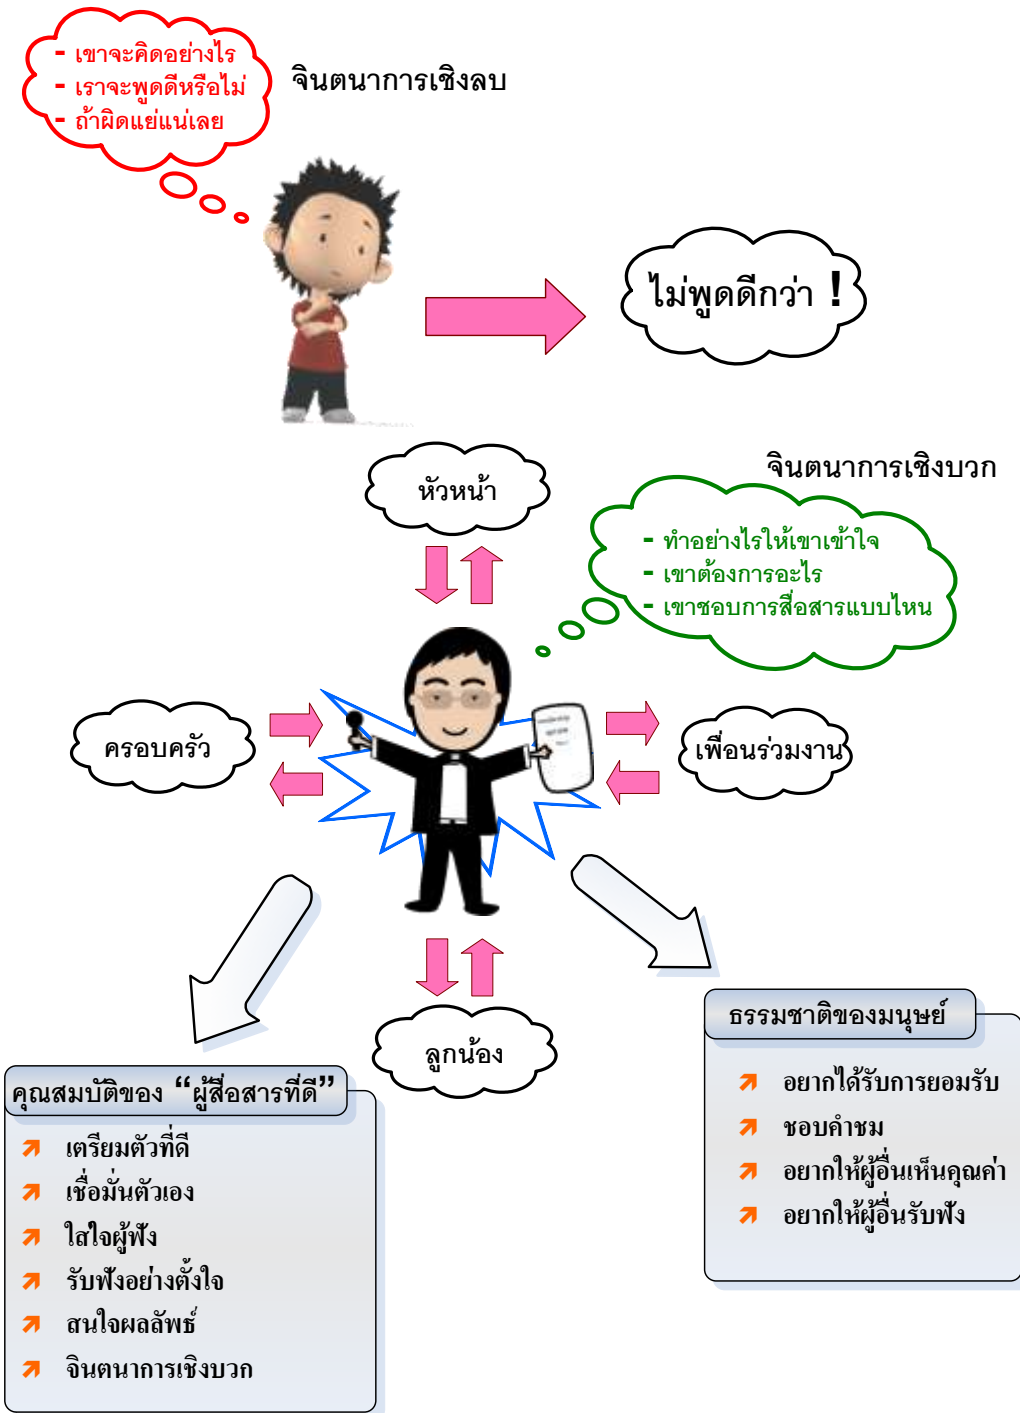 - เขาจะคิดอย่างไร
- เราจะพูดดีหรือไม่
- ถ้าผิดแย่แน่เลย
จินตนาการเชิงลบ
ไม่พูดดีกว่า !
หัวหน้า
จินตนาการเชิงบวก
- ทำอย่างไรให้เขาเข้าใจ
- เขาต้องการอะไร
- เขาชอบการสื่อสารแบบไหน
ครอบครัว
เพื่อนร่วมงาน
ลูกน้อง
คุณสมบัติของ “ผู้สื่อสารที่ดี”
เตรียมตัวที่ดี
เชื่อมั่นตัวเอง
ใส่ใจผู้ฟัง
รับฟังอย่างตั้งใจ
สนใจผลลัพธ์
จินตนาการเชิงบวก
ธรรมชาติของมนุษย์
อยากได้รับการยอมรับ
ชอบคำชม
อยากให้ผู้อื่นเห็นคุณค่า
อยากให้ผู้อื่นรับฟัง